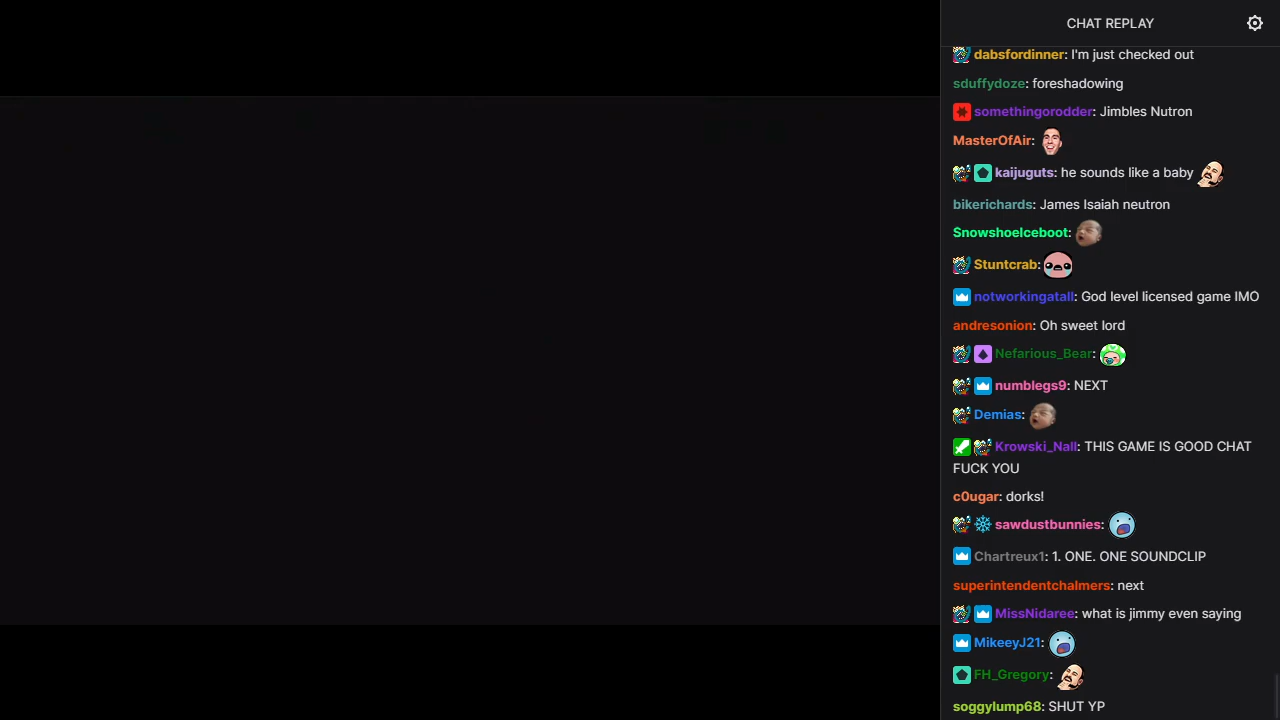 CHAT REPLAY
dabsfordinner: I'm just checked out
sduffydoze: foreshadowing
somethingorodder: Jimbles Nutron
MasterOfAir:
kaijuguts: he sounds like a baby
bikerichards: James Isaiah neutron
SnowshoeIceboot:
Stuntcrab:
notworkingatall: God level licensed game IMO
andresonion: Oh sweet lord
Nefarious_Bear:
numblegs9: NEXT
Demias:
Krowski_Nall: THIS GAME IS GOOD CHAT
FUCK YOU
c0ugar: dorks!
sawdustbunnies:
Chartreux1: 1. ONE. ONE SOUNDCLIP
superintendentchalmers: next
MissNidaree: what is jimmy even saying
MikeeyJ21:
FH_Gregory:
soggylump68: SHUT YP